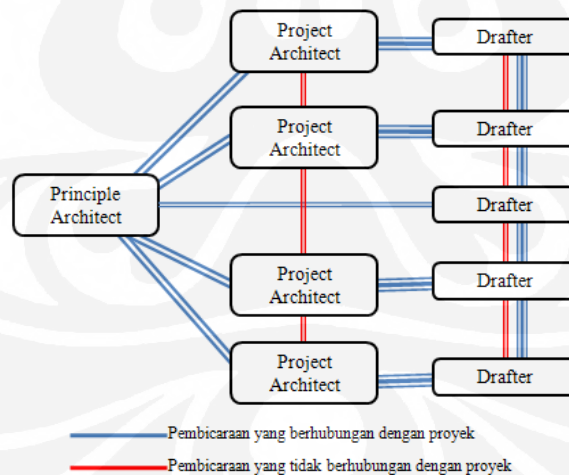 Project
Architect
Drafter
Project
Architect
Drafter
Principle
Architect
Drafter
Project
Architect
Drafter
Project
Architect
Drafter
Pembicaraan yang berhubungan dengan proyek
Pembicaraan yang tidak berhubungan dengan proyek